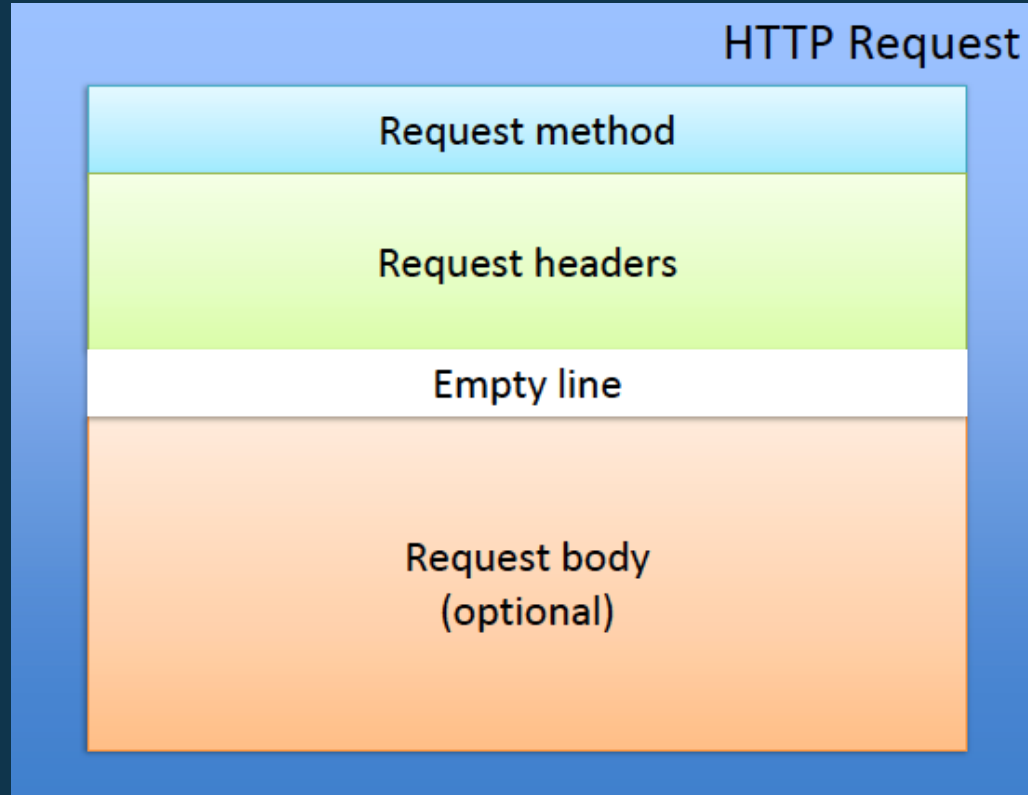 HTTP Request
Request method
Request headers
Empty line
Request body
(optional)